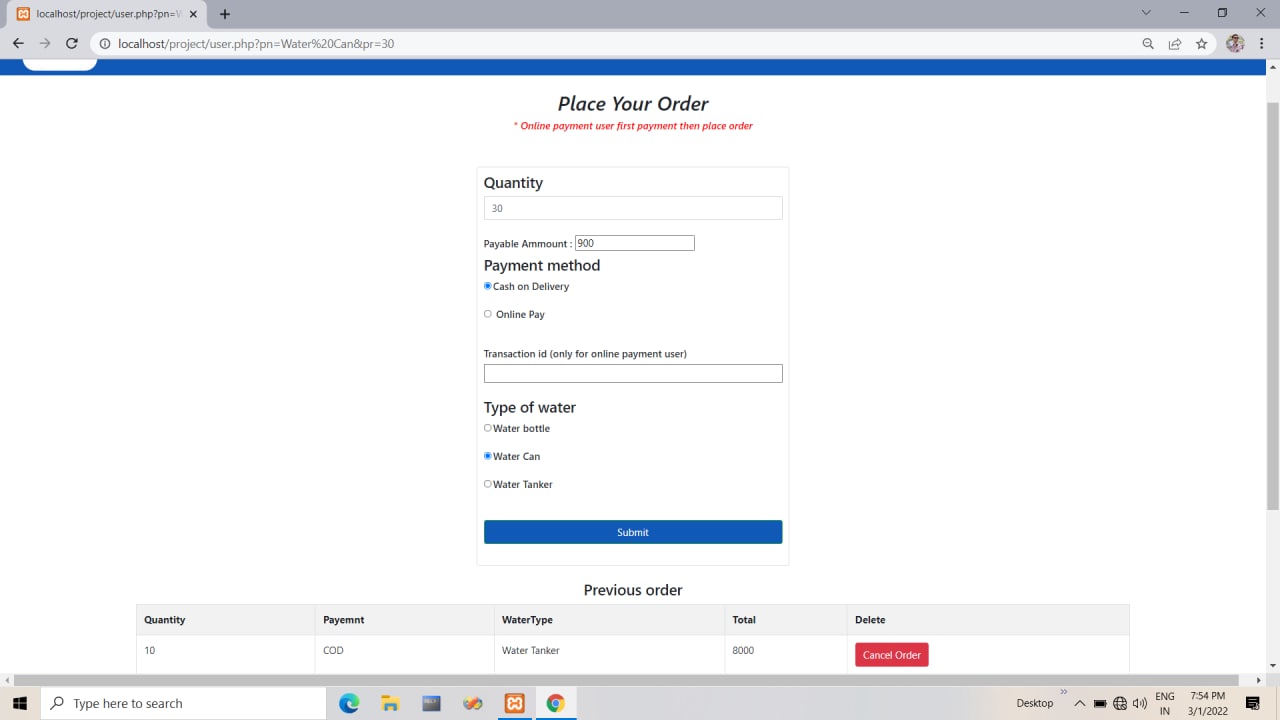 localhost/project/user.php?pn=W
localhost/project/user.php?pn=Water%20Can&pr=30
Place Your Order
* Online payment user first payment then place order
Quantity
30
Payable Ammount : 900
Payment method
Cash on Delivery
Online Pay
Transaction id (only for online payment user)
Type of water
Water bottle
Water Can
Water Tanker
Submit
Previous order
Quantity Payemnt WaterType Total Delete
10 COD Water Tanker 8000 Cancel Order
Type here to search
Desktop
ENG
IN
7:54 PM
3/1/2022